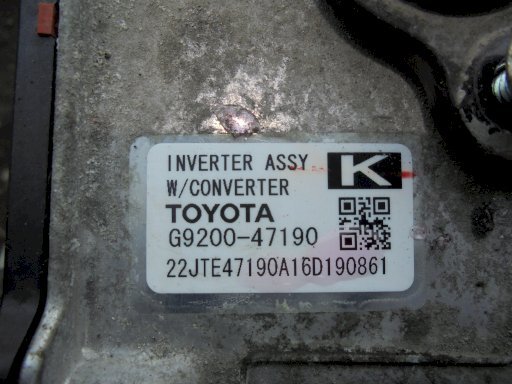 INVERTER ASSY K
W/CONVERTER
TOYOTA
G9200-47190
22JTE47190A16D190861